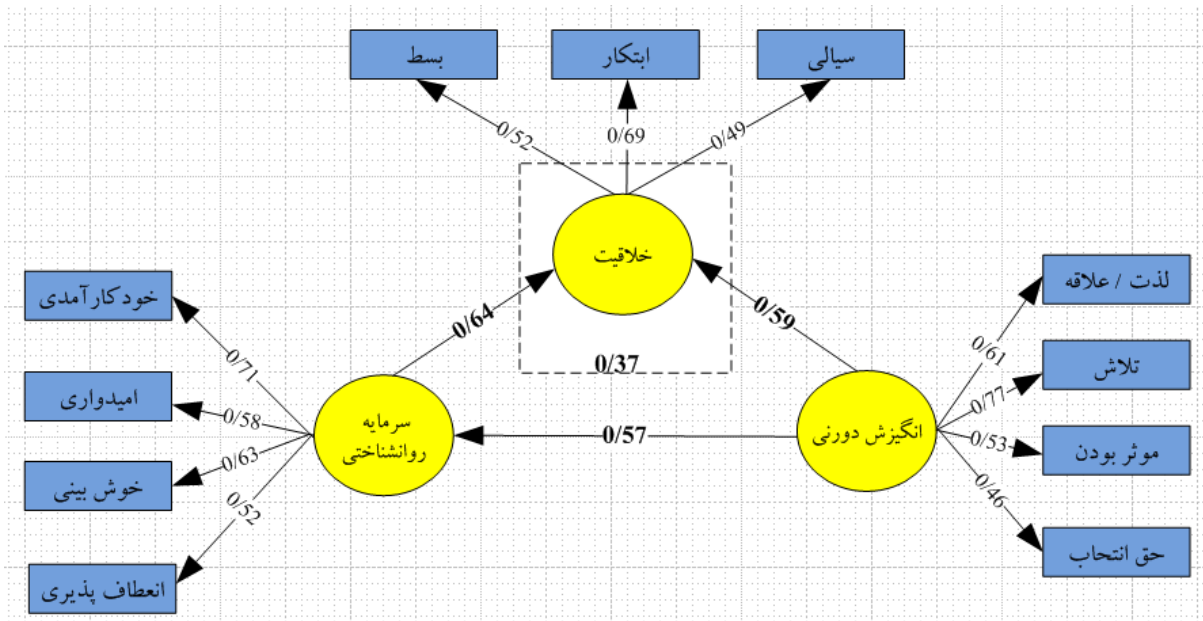 سیالی
ابتکار
بسط
0/49
0/69
0/52
خلاقیت
لذت / علاقه
خودکارآمدی
0/59
0/64
0/61
تلاش
0/37
0/71
0/77
امیدواری
انگیزش دورنی
سرمایه
روانشناختی
0/57
0/58
0/53
موثر بودن
0/63
خوش بینی
0/46
0/52
حق انتحاب
انعطاف پذیری